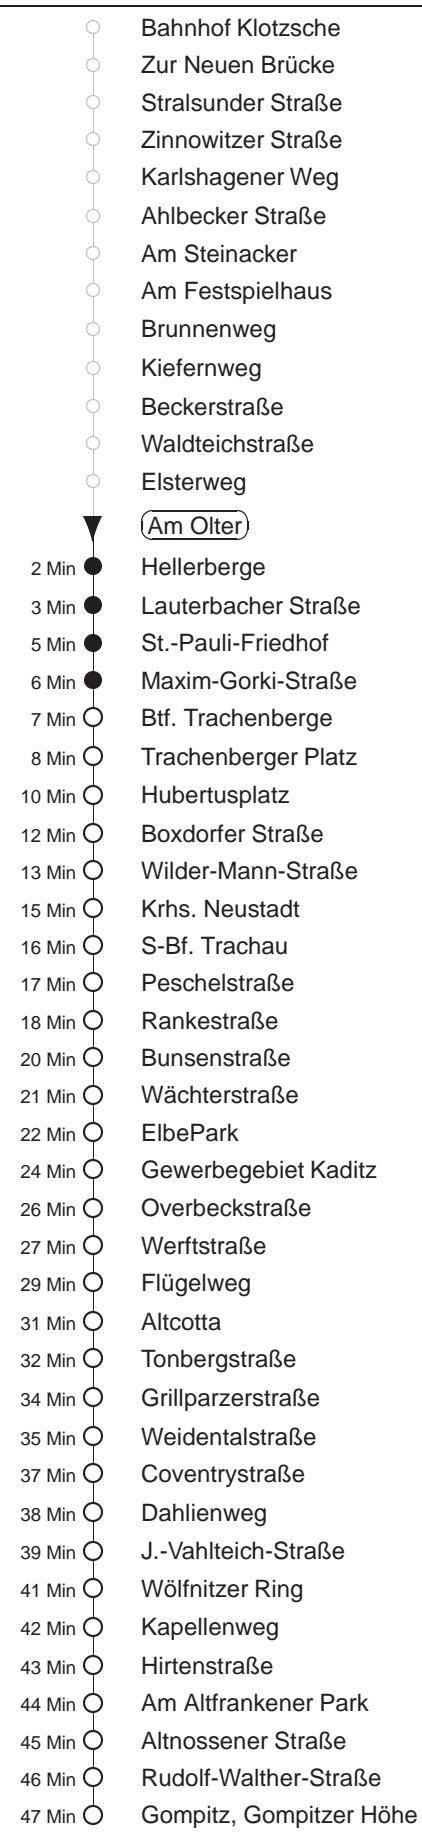 Bahnhof Klotzsche
Zur Neuen Brücke
Stralsunder Straße
Zinnowitzer Straße
Karlshagener Weg
Ahlbecker Straße
Am Steinacker
Am Festspielhaus
Brunnenweg
Kiefernweg
Beckerstraße
Waldteichstraße
Elsterweg
Am Olter
2 Min Hellerberge
3 Min Lauterbacher Straße
5 Min St.-Pauli-Friedhof
6 Min Maxim-Gorki-Straße
7 Min Btf. Trachenberge
8 Min Trachenberger Platz
10 Min Hubertusplatz
12 Min Boxdorfer Straße
13 Min Wilder-Mann-Straße
15 Min Krhs. Neustadt
16 Min S-Bf. Trachau
17 Min Peschelstraße
18 Min Rankestraße
20 Min Bunsenstraße
21 Min Wächterstraße
22 Min ElbePark
24 Min Gewerbegebiet Kaditz
26 Min Overbeckstraße
27 Min Werftstraße
29 Min Flügelweg
31 Min Altcotta
32 Min Tonbergstraße
34 Min Grillparzerstraße
35 Min Weidentalstraße
37 Min Coventrystraße
38 Min Dahlienweg
39 Min J.-Vahlteich-Straße
41 Min Wölfnitzer Ring
42 Min Kapellenweg
43 Min Hirtenstraße
44 Min Am Altfrankener Park
45 Min Altnossener Straße
46 Min Rudolf-Walther-Straße
47 Min Gompitz, Gompitzer Höhe